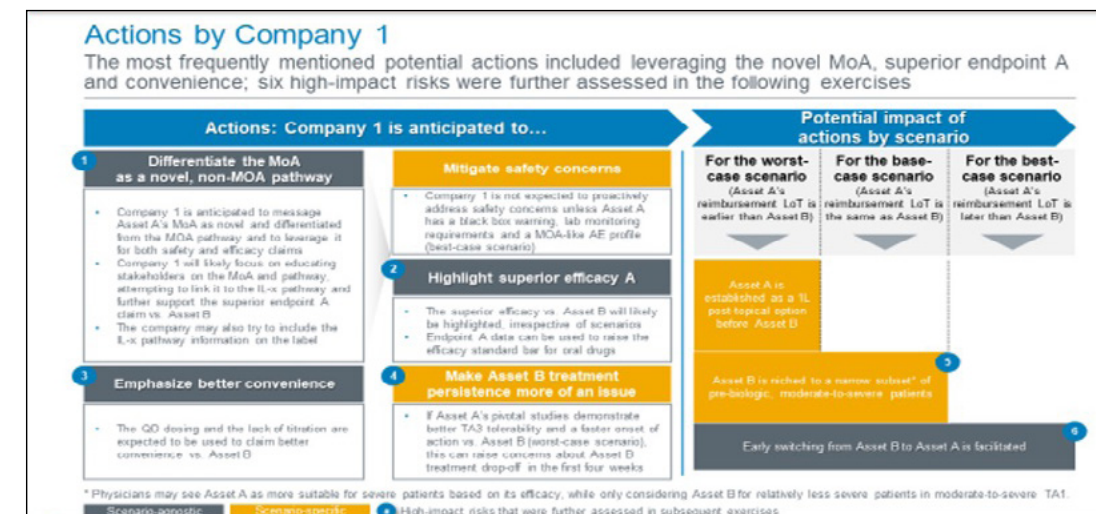 Actions by Company 1
The most frequently mentioned potential actions included leveraging the novel MoA, superior endpoint A
and convenience; six high-impact risks were further assessed in the following exercises
Actions: Company 1 is anticipated to...
Potential impact of
actions by scenario
1
Differentiate the MoA
as a novel, non-MOA pathway
• Company 1 is anticipated to message
Asset A's MoA as novel and differentiated
from the MOA pathway and to leverage it
for both safety and efficacy claims
• Company 1 will likely focus on educating
stakeholders on the MoA and pathway,
attempting to link it to the IL-x pathway and
further support the superior endpoint A
claim vs. Asset B
• The company may also try to include the
IL-x pathway information on the label
Mitigate safety concerns
• Company 1 is not expected to proactively
address safety concerns unless Asset A
has a black box warning, lab monitoring
requirements and a MOA-like AE profile
(best-case scenario)
2
Highlight superior efficacy A
• The superior efficacy vs. Asset B will likely
be highlighted, irrespective of scenarios
• Endpoint A data can be used to raise the
efficacy standard bar for oral drugs
3
Emphasize better convenience
• The QD dosing and the lack of titration are
expected to be used to claim better
convenience vs. Asset B
4
Make Asset B treatment
persistence more of an issue
• If Asset A's pivotal studies demonstrate
better TA3 tolerability and a faster onset of
action vs. Asset B (worst-case scenario),
this can raise concerns about Asset B
treatment drop-off in the first four weeks
For the worst-
case scenario
(Asset A's
reimbursement LoT is
earlier than Asset B)
For the base-
case scenario
(Asset A's
reimbursement LoT is
the same as Asset B)
For the best-
case scenario
(Asset A's
reimbursement LoT is
later than Asset B)
Asset A is
established as a 1L
post-topical option
before Asset B
5
Asset B is niched to a narrow subset* of
pre-biologic, moderate-to-severe patients
6
Early switching from Asset B to Asset A is facilitated
* Physicians may see Asset A as more suitable for severe patients based on its efficacy, while only considering Asset B for relatively less severe patients in moderate-to-severe TA1.
Scenario-agnostic
Scenario-specific
High-impact risks that were further assessed in subsequent exercises